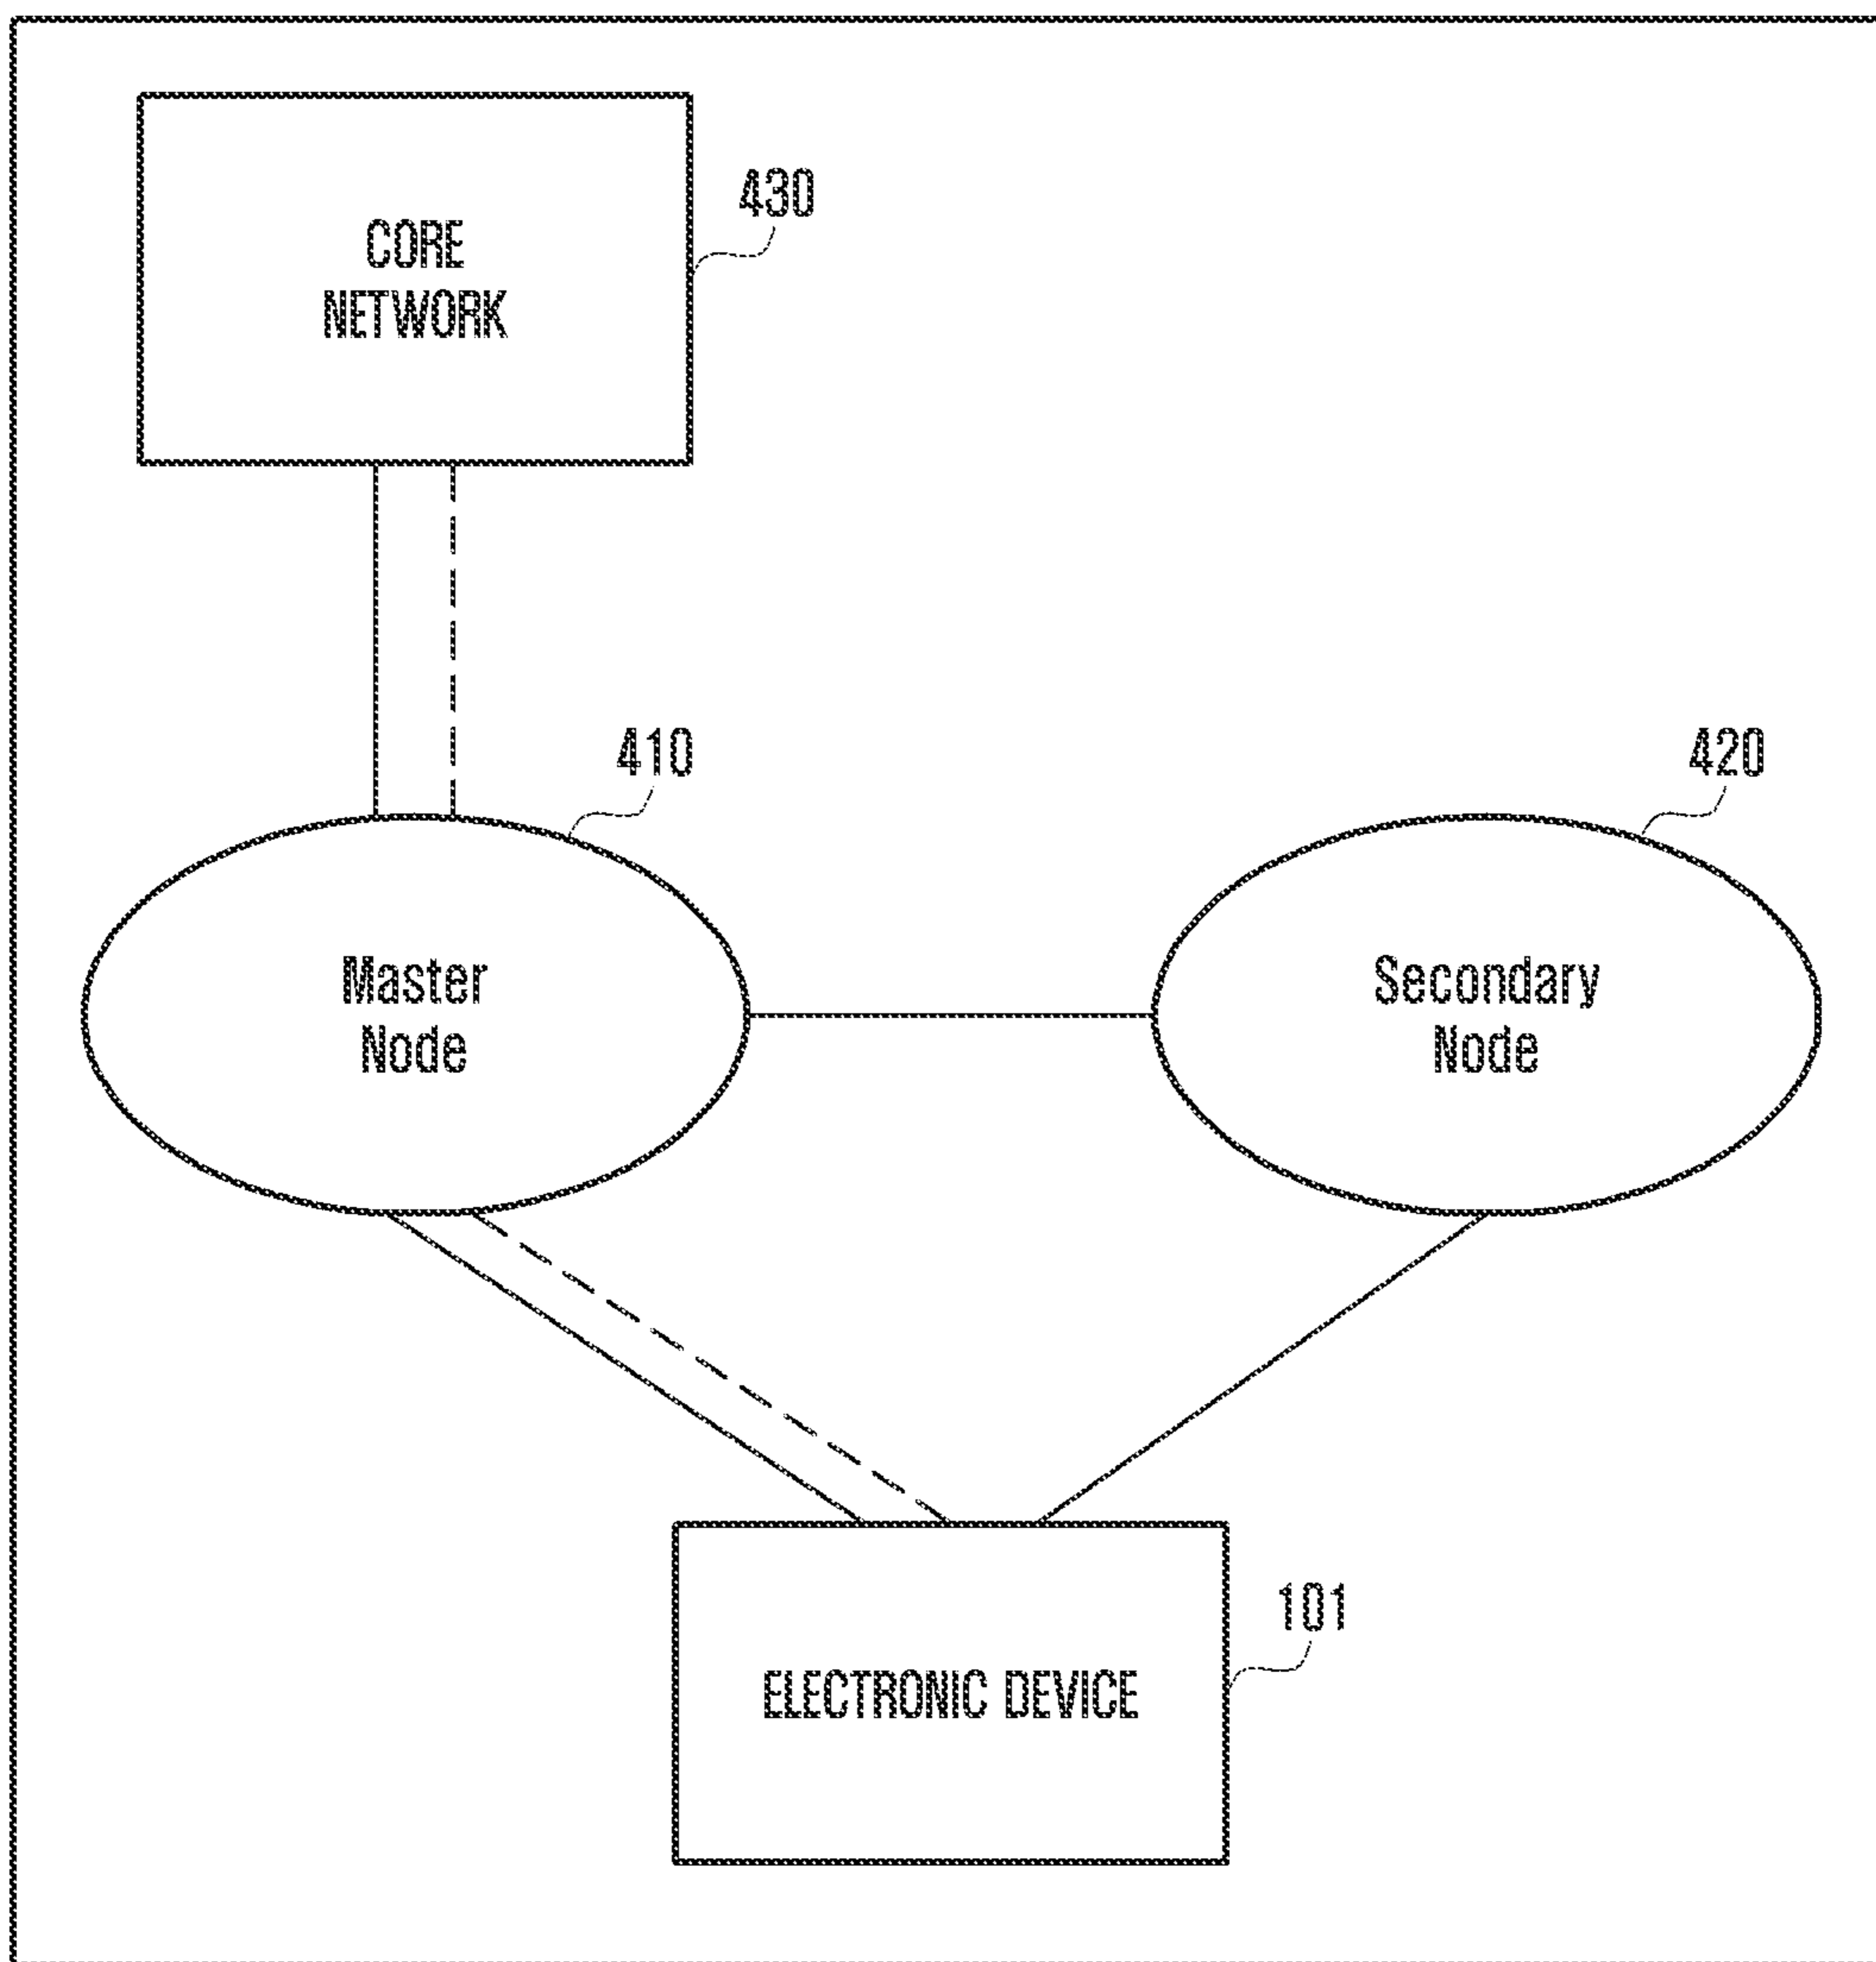 CORE
NETWORK
430
410
420
Master
Node
Secondary
Node
101
ELECTRONIC DEVICE